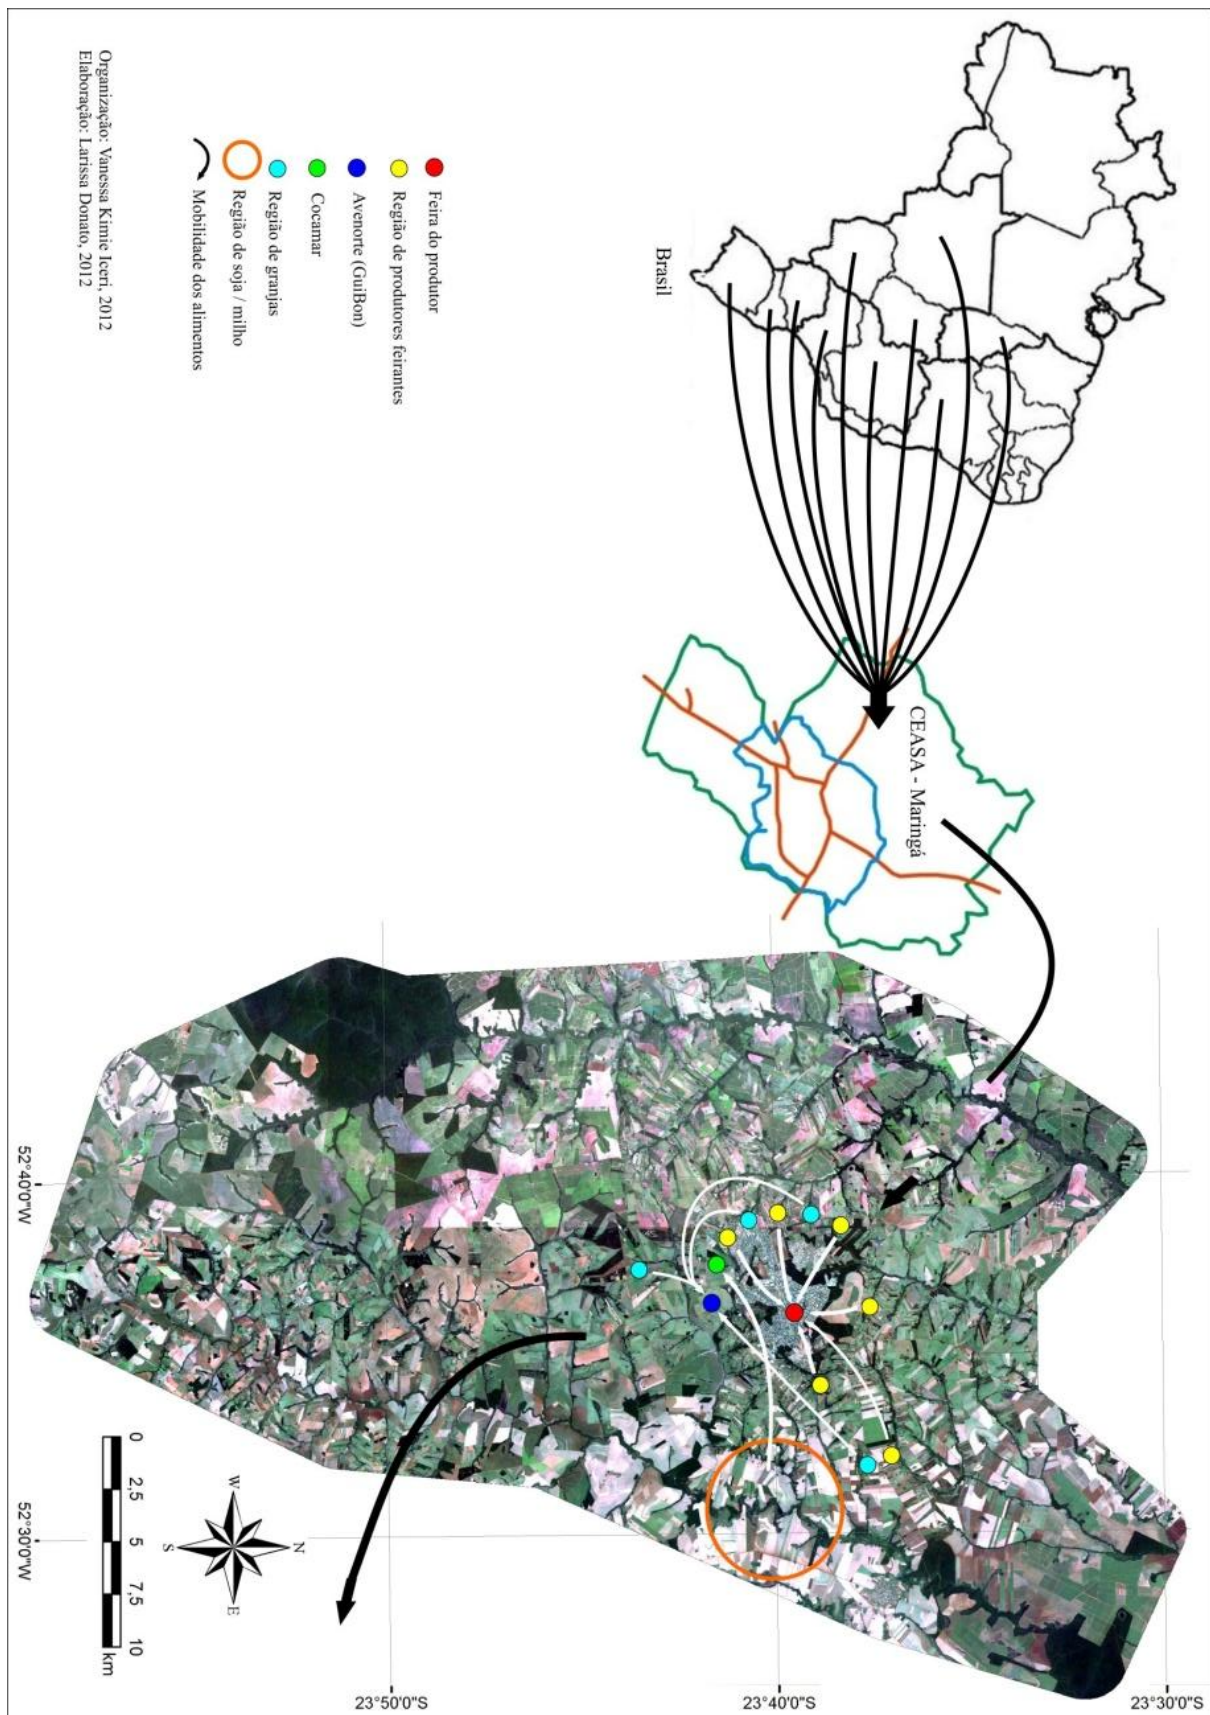 Brasil
CEASA - Maringá
Feira do produtor
Região de produtores feirantes
Avenorte (GuiBon)
Cocamar
Região de granjas
Região de soja / milho
Mobilidade dos alimentos
Organização: Vanessa Kimie Iceri, 2012
Elaboração: Larissa Donato, 2012
23°30'0"S
23°40'0"S
23°50'0"S
52°40'0"W
52°30'0"W
N
W
E
S
0 2,5 5 7,5 10
km